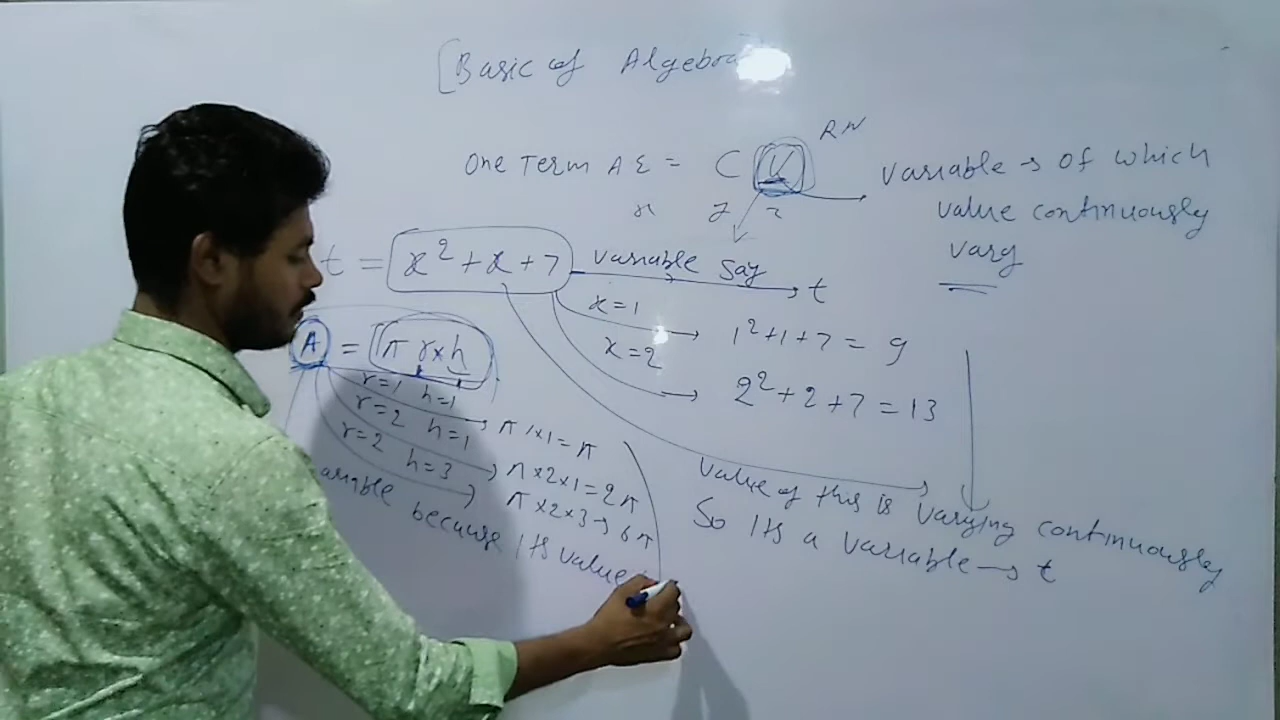 [Basic of Algebra
RN
One Term AE = C V
variable → Of which
value continuously
vary
x y z
t = x² + x + 7 variable say → t
x=1 1²+1+7 = 9
x=2 2²+2+7 = 13
A = π r×h
r=1 h=1 π 1×1 = π
r=2 h=1 π×2×1 = 2π
r=2 h=3 π×2×3 → 6π
ariable because Its value
Value of this is varying continuously
So Its a variable → t